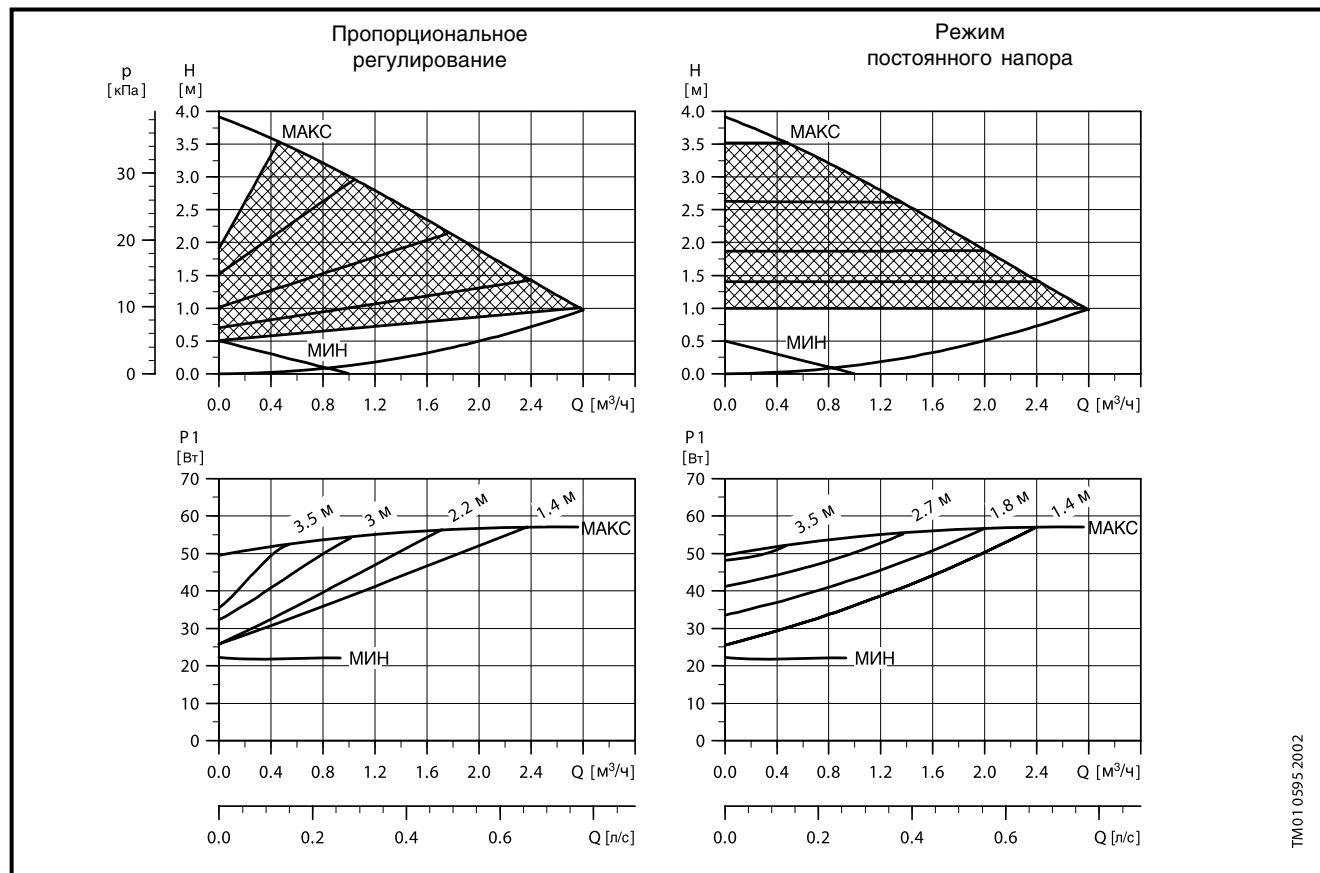 Пропорциональное
регулирование
p
[кПа]
H
[м]
4.0
3.5
3.0
2.5
2.0
1.5
1.0
0.5
0.0
30
20
10
0
МАКС
МИН
0.0 0.4 0.8 1.2 1.6 2.0 2.4 Q [м³/ч]
Режим
постоянного напора
H
[м]
4.0
3.5
3.0
2.5
2.0
1.5
1.0
0.5
0.0
МАКС
МИН
0.0 0.4 0.8 1.2 1.6 2.0 2.4 Q [м³/ч]
P1
[Вт]
70
60
50
40
30
20
10
0
3.5 м 3 м 2.2 м 1.4 м
МАКС
МИН
0.0 0.4 0.8 1.2 1.6 2.0 2.4 Q [м³/ч]
0.0 0.2 0.4 0.6 Q [л/с]
P1
[Вт]
70
60
50
40
30
20
10
0
3.5 м 2.7 м 1.8 м 1.4 м
МАКС
МИН
0.0 0.4 0.8 1.2 1.6 2.0 2.4 Q [м³/ч]
0.0 0.2 0.4 0.6 Q [л/с]
TM01 0595 2002